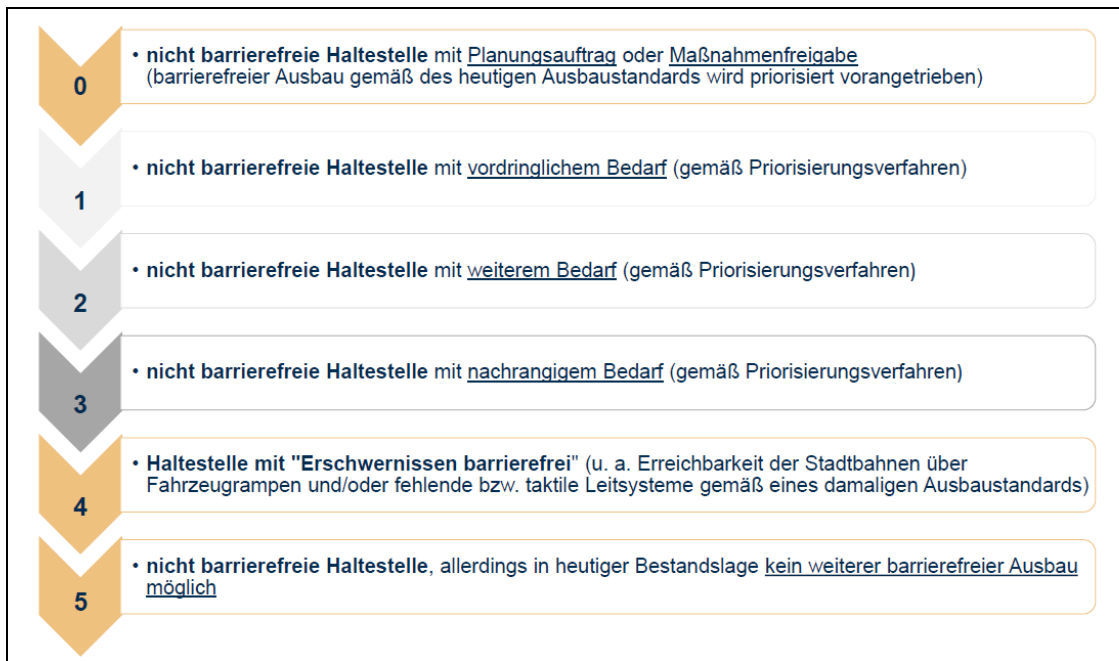 0
• nicht barrierefreie Haltestelle mit Planungsauftrag oder Maßnahmenfreigabe
(barrierefreier Ausbau gemäß des heutigen Ausbaustandards wird priorisiert vorangetrieben)
1
• nicht barrierefreie Haltestelle mit vordringlichem Bedarf (gemäß Priorisierungsverfahren)
2
• nicht barrierefreie Haltestelle mit weiterem Bedarf (gemäß Priorisierungsverfahren)
3
• nicht barrierefreie Haltestelle mit nachrangigem Bedarf (gemäß Priorisierungsverfahren)
4
• Haltestelle mit "Erschwernissen barrierefrei" (u. a. Erreichbarkeit der Stadtbahnen über
Fahrzeugrampen und/oder fehlende bzw. taktile Leitsysteme gemäß eines damaligen Ausbaustandards)
5
• nicht barrierefreie Haltestelle, allerdings in heutiger Bestandslage kein weiterer barrierefreier Ausbau
möglich